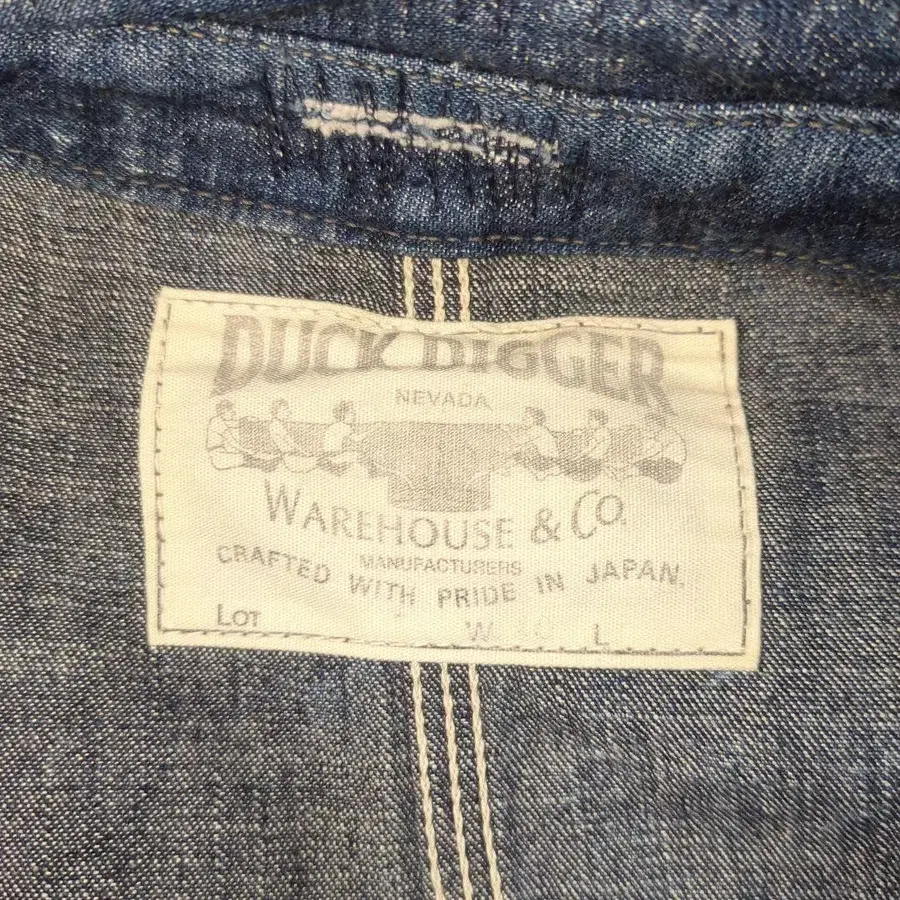 DUCK DIGGER
NEVADA
WAREHOUSE & CO.
MANUFACTURERS
CRAFTED WITH PRIDE IN JAPAN.
LOT W L